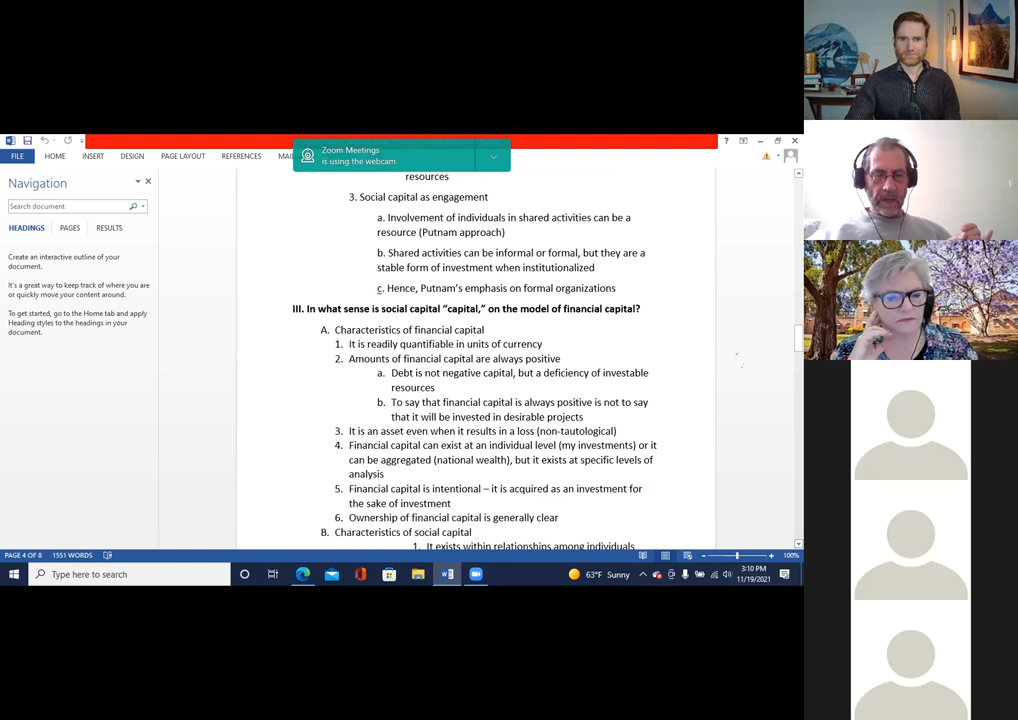 Zoom Meetings
is using the webcam
FILE HOME INSERT DESIGN PAGE LAYOUT REFERENCES MAI
Navigation
Search document
HEADINGS PAGES RESULTS
Create an interactive outline of your
document.
It's a great way to keep track of where you are
or quickly move your content around.
To get started, go to the Home tab and apply
Heading styles to the headings in your
document.
resources
3. Social capital as engagement
a. Involvement of individuals in shared activities can be a
resource (Putnam approach)
b. Shared activities can be informal or formal, but they are a
stable form of investment when institutionalized
c. Hence, Putnam's emphasis on formal organizations
III. In what sense is social capital “capital,” on the model of financial capital?
A. Characteristics of financial capital
1. It is readily quantifiable in units of currency
2. Amounts of financial capital are always positive
a. Debt is not negative capital, but a deficiency of investable
resources
b. To say that financial capital is always positive is not to say
that it will be invested in desirable projects
3. It is an asset even when it results in a loss (non-tautological)
4. Financial capital can exist at an individual level (my investments) or it
can be aggregated (national wealth), but it exists at specific levels of
analysis
5. Financial capital is intentional – it is acquired as an investment for
the sake of investment
6. Ownership of financial capital is generally clear
B. Characteristics of social capital
1. It exists within relationships among individuals
PAGE 4 OF 8 1551 WORDS 100%
Type here to search
63°F Sunny
3:10 PM
11/19/2021